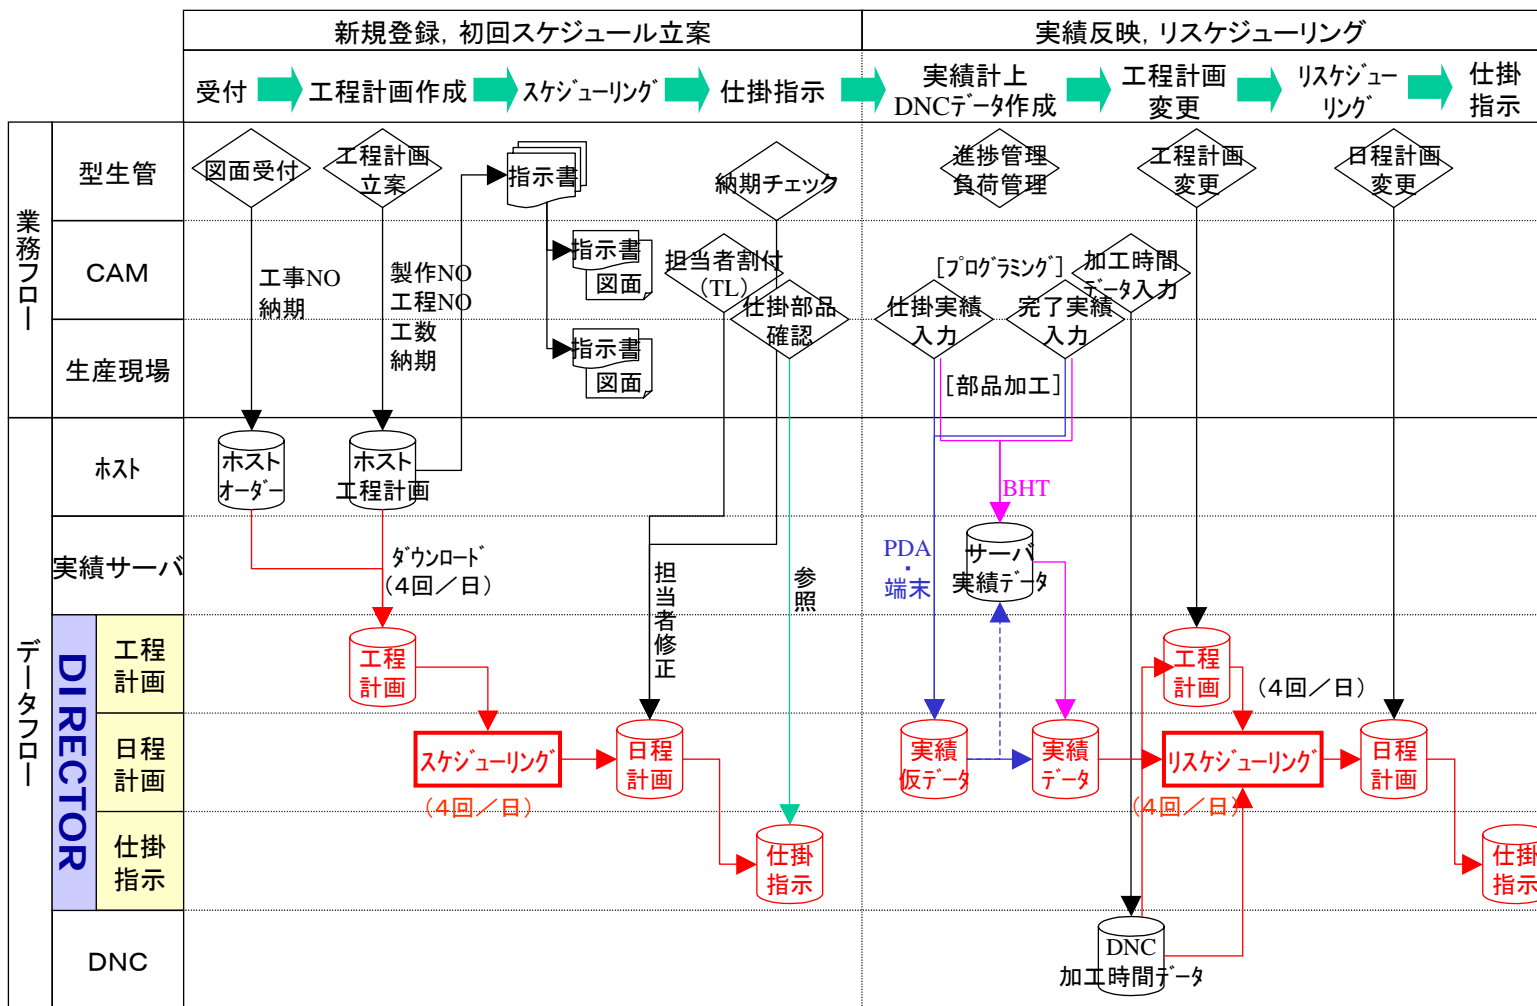 新規登録，初回スケジュール立案
実績反映，リスケジューリング
受付
工程計画作成
ｽｹｼﾞｭｰﾘﾝｸﾞ
仕掛指示
実績計上
DNCﾃﾞｰﾀ作成
工程計画
変更
ﾘｽｹｼﾞｭｰ
ﾘﾝｸﾞ
仕掛
指示
業務フロー
型生管
図面受付
工程計画
立案
指示書
納期チェック
進捗管理
負荷管理
工程計画
変更
日程計画
変更
CAM
工事NO
納期
製作NO
工程NO
工数
納期
指示書
図面
担当者割付
（TL）
仕掛部品
確認
［ﾌﾟﾛｸﾞﾗﾐﾝｸﾞ］
加工時間
ﾃﾞｰﾀ入力
仕掛実績
入力
完了実績
入力
生産現場
指示書
図面
［部品加工］
データフロー
ﾎｽﾄ
ホスト
ｵｰﾀﾞｰ
ホスト
工程計画
BHT
実績サーバ
ﾀﾞｳﾝﾛｰﾄﾞ
（4回／日）
担当者修正
参照
PDA
・
端末
サーバ
実績ﾃﾞｰﾀ
DIRECTOR
工程
計画
工程
計画
工程
計画
（4回／日）
日程
計画
ｽｹｼﾞｭｰﾘﾝｸﾞ
（4回／日）
日程
計画
実績
仮ﾃﾞｰﾀ
実績
ﾃﾞｰﾀ
ﾘｽｹｼﾞｭｰﾘﾝｸﾞ
（4回／日）
日程
計画
仕掛
指示
仕掛
指示
仕掛
指示
DNC
DNC
加工時間ﾃﾞｰﾀ